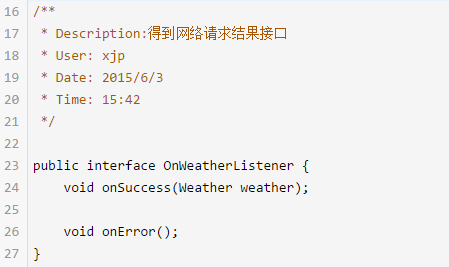 16 /**
17  * Description:得到网络请求结果接口
18  * User: xjp
19  * Date: 2015/6/3
20  * Time: 15:42
21  */
22
23 public interface OnWeatherListener {
24     void onSuccess(Weather weather);
25
26     void onError();
27 }